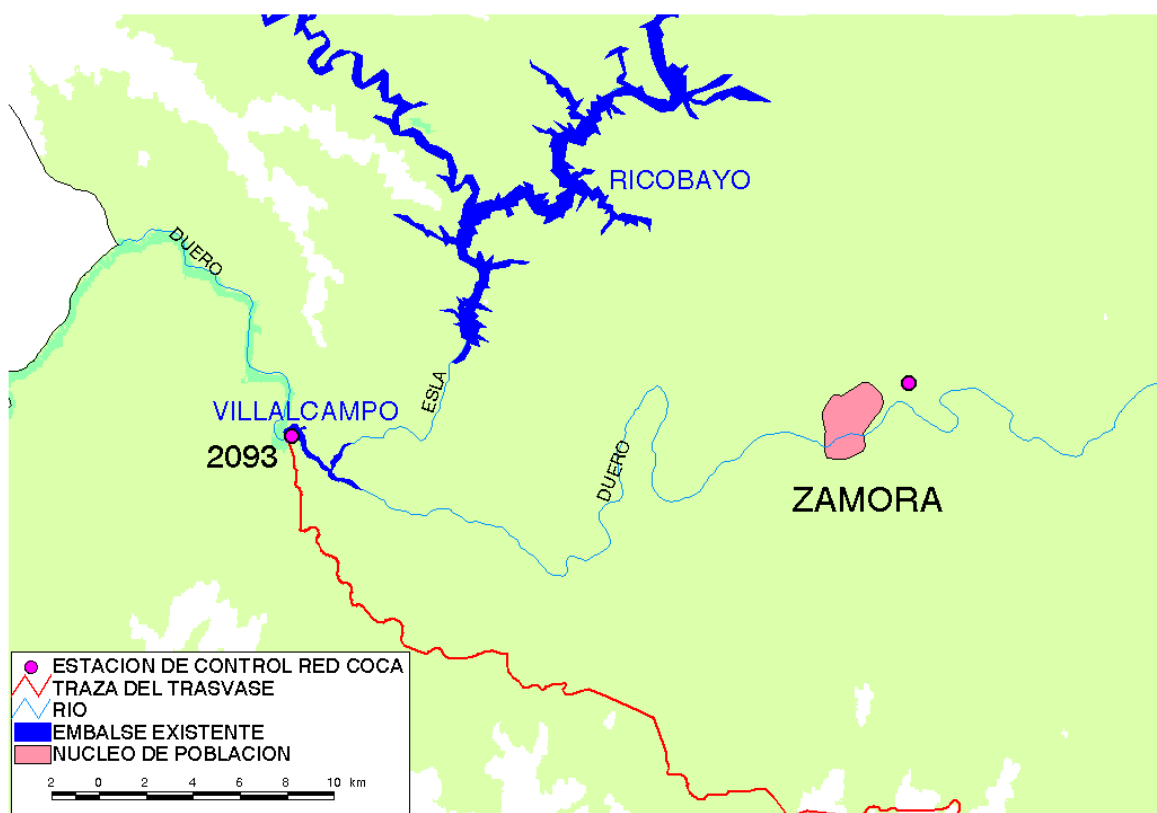 RICOBAYO
DUERO
ESLA
VILLALCAMPO
2093
DUERO
ZAMORA
ESTACION DE CONTROL RED COCA
TRAZA DEL TRASVASE
RIO
EMBALSE EXISTENTE
NUCLEO DE POBLACION
2 0 2 4 6 8 10 km